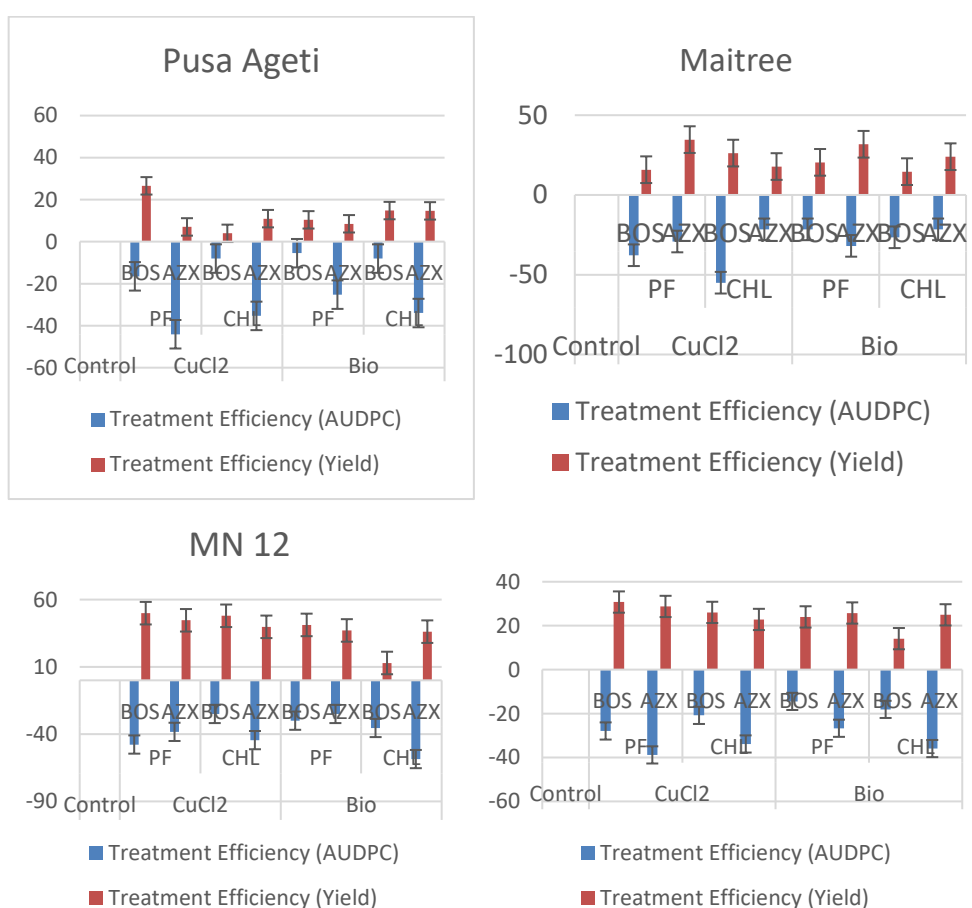 Pusa Ageti
60
40
20
0
-20
-40
-60
BOS AZX BOS AZX BOS AZX BOS AZX
PF CHL PF CHL
Control CuCl2 Bio
Treatment Efficiency (AUDPC)
Treatment Efficiency (Yield)
Maitree
50
0
-50
-100
BOS AZX BOS AZX BOS AZX BOS AZX
PF CHL PF CHL
Control CuCl2 Bio
Treatment Efficiency (AUDPC)
Treatment Efficiency (Yield)
MN 12
60
10
-40
-90
BOS AZX BOS AZX BOS AZX BOS AZX
PF CHL PF CHL
Control CuCl2 Bio
Treatment Efficiency (AUDPC)
Treatment Efficiency (Yield)
40
20
0
-20
-40
-60
BOS AZX BOS AZX BOS AZX BOS AZX
PF CHL PF CHL
Control CuCl2 Bio
Treatment Efficiency (AUDPC)
Treatment Efficiency (Yield)